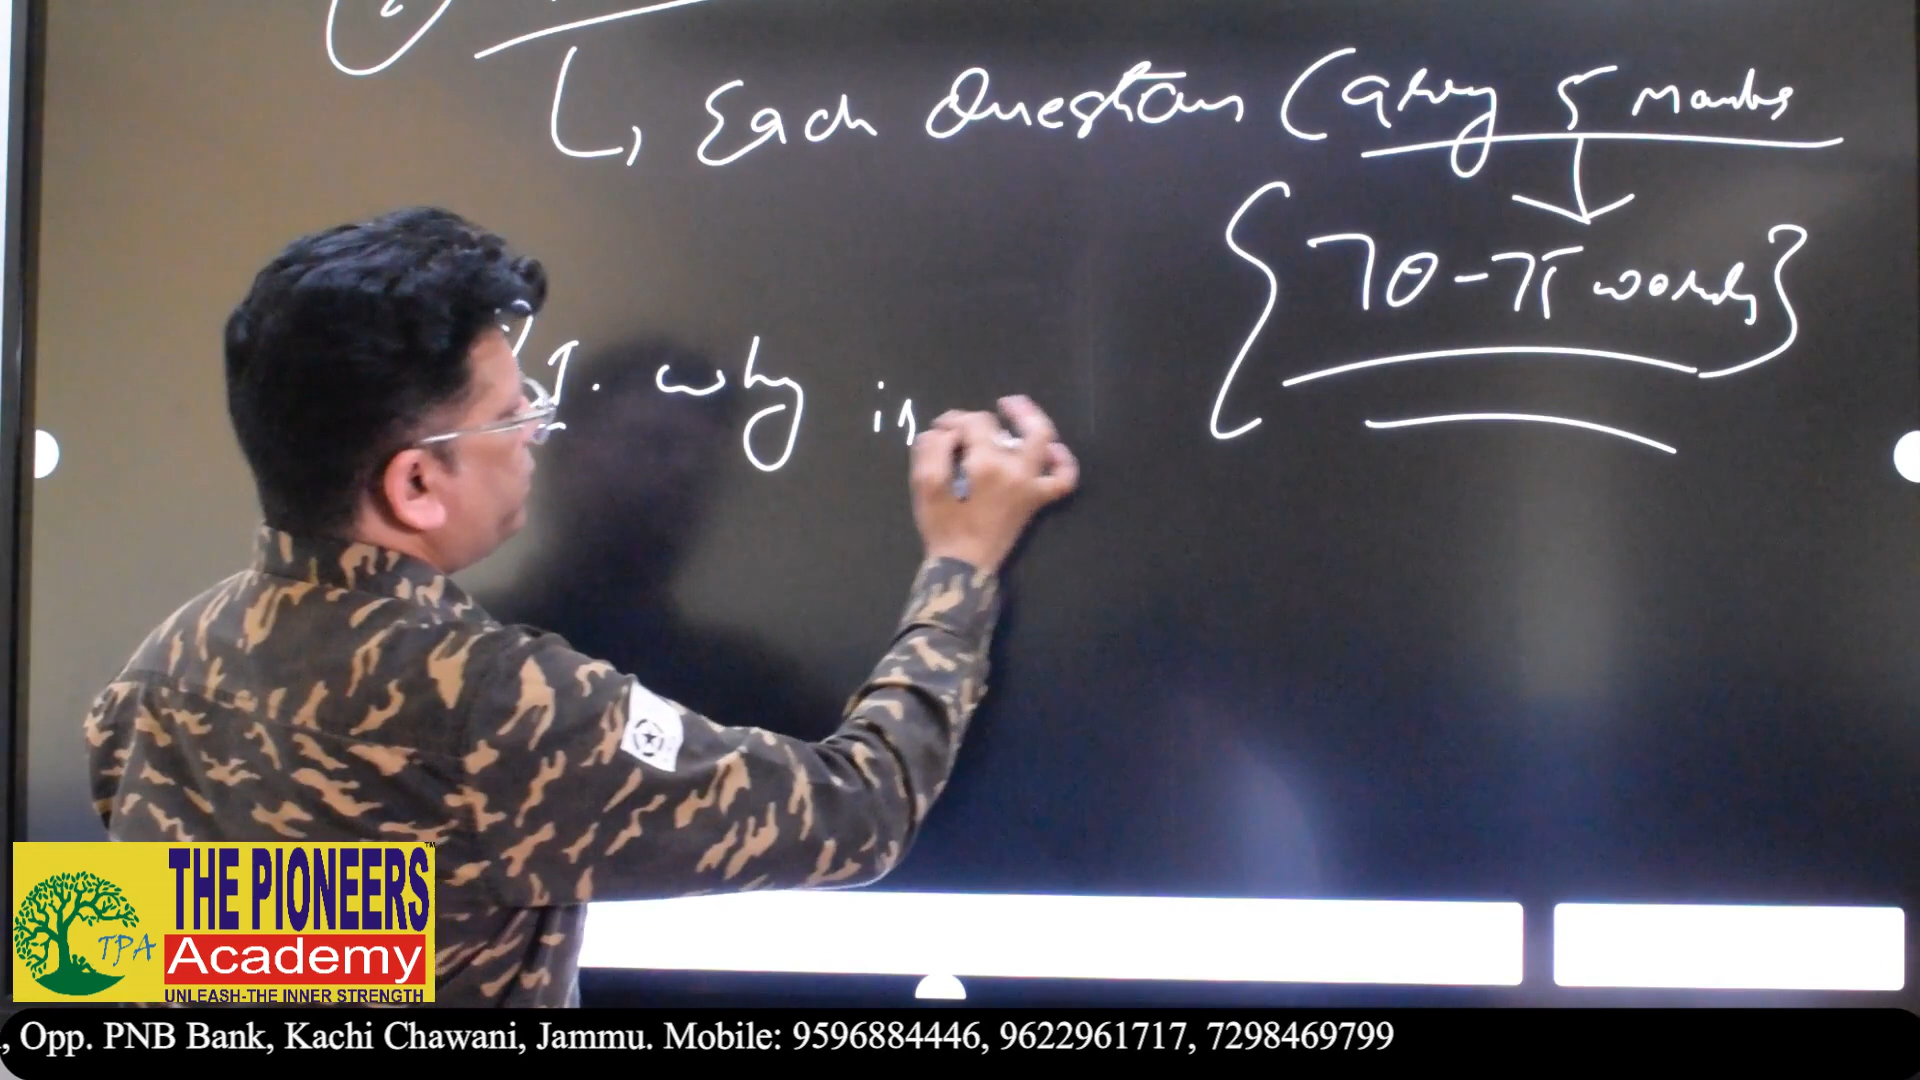 Each Question Carry 5 Marks
{70-75 words}
I. why is
THE PIONEERS™
TPA
Academy
UNLEASH-THE INNER STRENGTH
, Opp. PNB Bank, Kachi Chawani, Jammu. Mobile: 9596884446, 9622961717, 7298469799